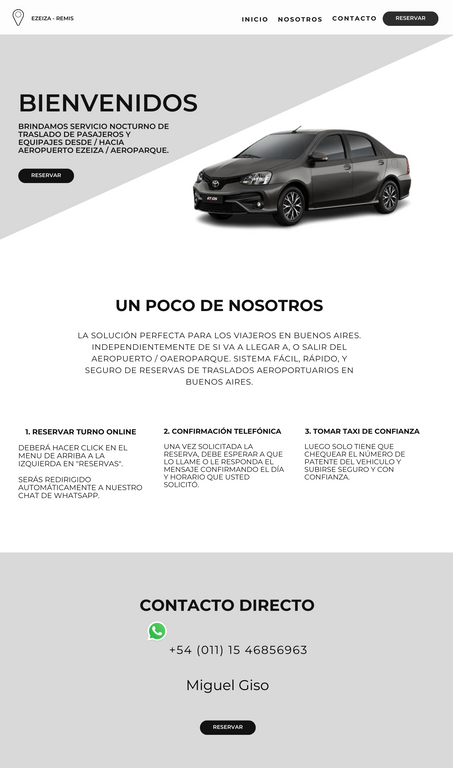 EZEIZA - REMIS
INICIO
NOSOTROS
CONTACTO
RESERVAR
BIENVENIDOS
BRINDAMOS SERVICIO NOCTURNO DE
TRASLADO DE PASAJEROS Y
EQUIPAJES DESDE / HACIA
AEROPUERTO EZEIZA / AEROPARQUE.
RESERVAR
UN POCO DE NOSOTROS
LA SOLUCIÓN PERFECTA PARA LOS VIAJEROS EN BUENOS AIRES.
INDEPENDIENTEMENTE DE SI VA A LLEGAR A, O SALIR DEL
AEROPUERTO / OAEROPARQUE. SISTEMA FÁCIL, RÁPIDO, Y
SEGURO DE RESERVAS DE TRASLADOS AEROPORTUARIOS EN
BUENOS AIRES.
1. RESERVAR TURNO ONLINE
DEBERÁ HACER CLICK EN EL
MENU DE ARRIBA A LA
IZQUIERDA EN "RESERVAS".
SERÁS REDIRIGIDO
AUTOMÁTICAMENTE A NUESTRO
CHAT DE WHATSAPP.
2. CONFIRMACIÓN TELEFÓNICA
UNA VEZ SOLICITADA LA
RESERVA, DEBE ESPERAR A QUE
LO LLAME O LE RESPONDA EL
MENSAJE CONFIRMANDO EL DÍA
Y HORARIO QUE USTED
SOLICITÓ.
3. TOMAR TAXI DE CONFIANZA
LUEGO SOLO TIENE QUE
CHEQUEAR EL NÚMERO DE
PATENTE DEL VEHICULO Y
SUBIRSE SEGURO Y CON
CONFIANZA.
CONTACTO DIRECTO
+54 (011) 15 46856963
Miguel Giso
RESERVAR